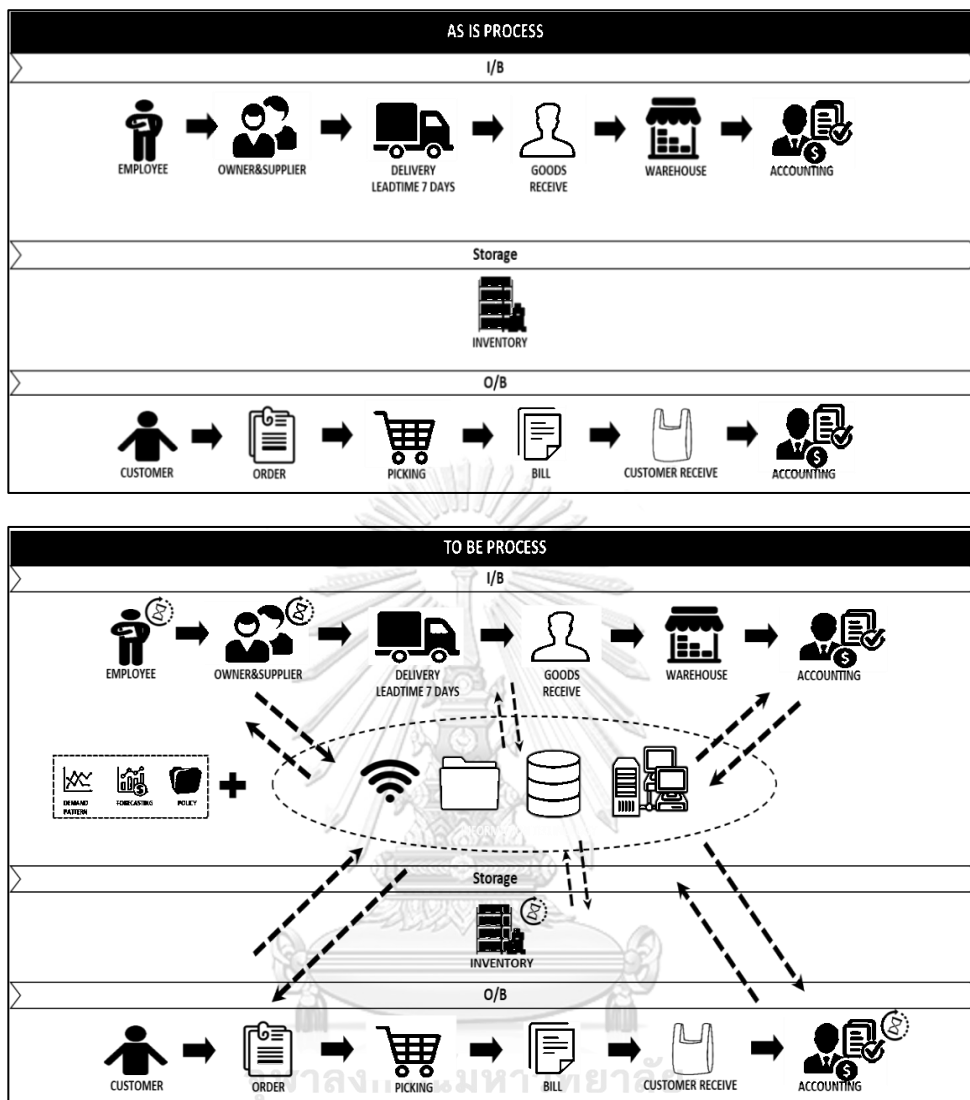 AS IS PROCESS
I/B
EMPLOYEE
OWNER&SUPPLIER
DELIVERY
LEADTIME 7 DAYS
GOODS
RECEIVE
WAREHOUSE
ACCOUNTING
Storage
INVENTORY
O/B
CUSTOMER
ORDER
PICKING
BILL
CUSTOMER RECEIVE
ACCOUNTING
TO BE PROCESS
I/B
EMPLOYEE
OWNER&SUPPLIER
DELIVERY
LEADTIME 7 DAYS
GOODS
RECEIVE
WAREHOUSE
ACCOUNTING
DEMAND
PATTERN
FORECASTING
POLICY
Storage
INVENTORY
O/B
CUSTOMER
ORDER
PICKING
BILL
CUSTOMER RECEIVE
ACCOUNTING